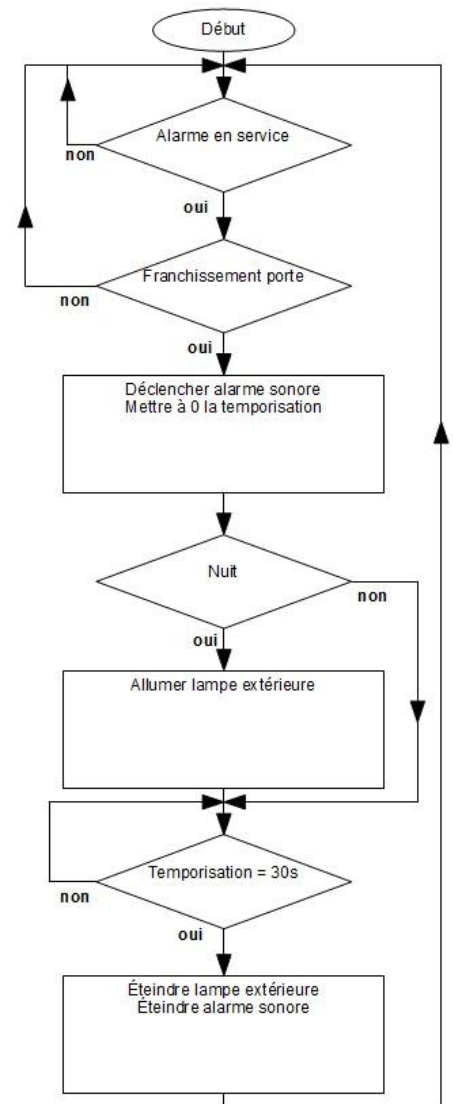 Début
Alarme en service
non
oui
Franchissement porte
non
oui
Déclencher alarme sonore
Mettre à 0 la temporisation
Nuit
non
oui
Allumer lampe extérieure
Temporisation = 30s
non
oui
Éteindre lampe extérieure
Éteindre alarme sonore